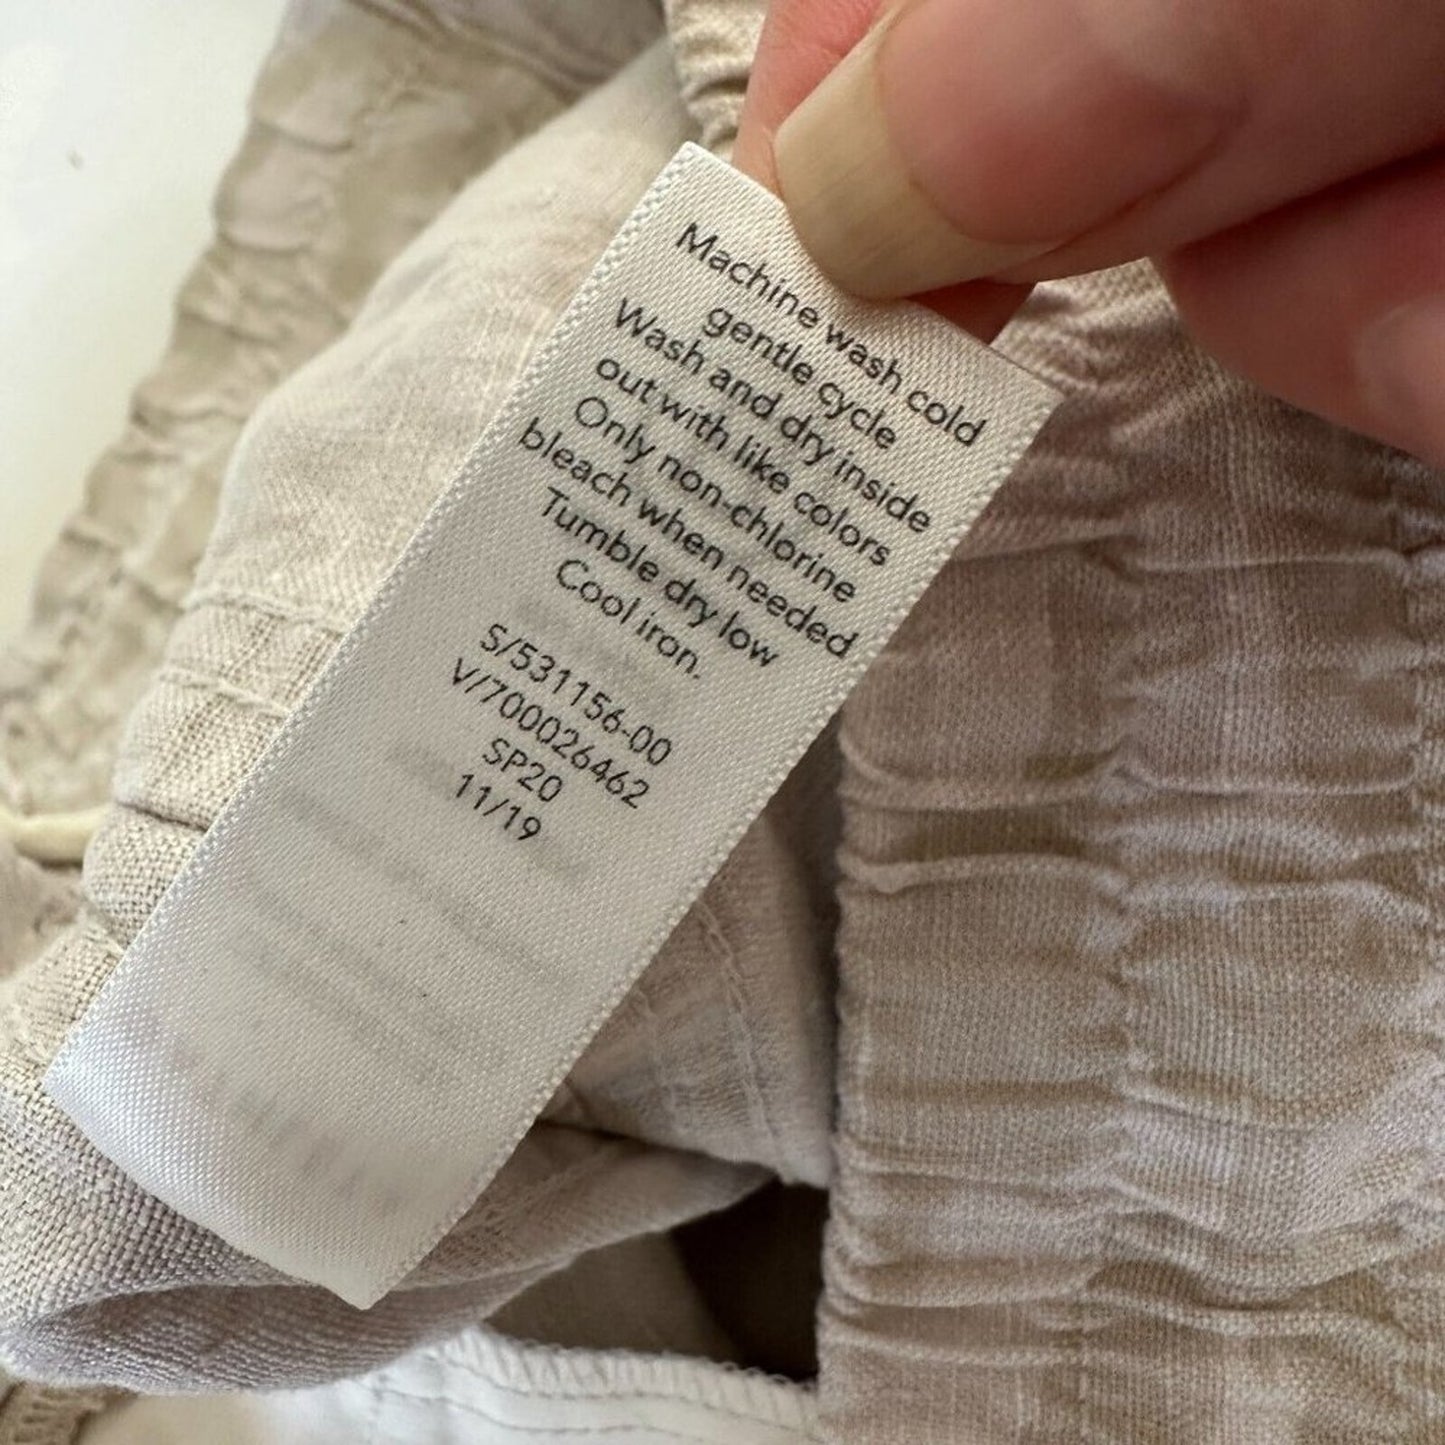 Machine wash cold
gentle cycle
Wash and dry inside
out with like colors
Only non-chlorine
bleach when needed
Tumble dry low
Cool iron.
S/531156-00
V/700026462
SP20
11/19